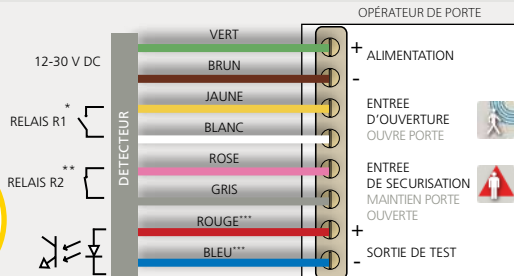 OPÉRATEUR DE PORTE
12-30 V DC
VERT
+ ALIMENTATION
BRUN
-
RELAIS R1 *
JAUNE
ENTREE
D'OUVERTURE
OUVRE PORTE
BLANC
DETECTEUR
RELAIS R2 **
ROSE
ENTREE
DE SECURISATION
MAINTIEN PORTE
OUVERTE
GRIS
ROUGE***
+
SORTIE DE TEST
BLEU***
-